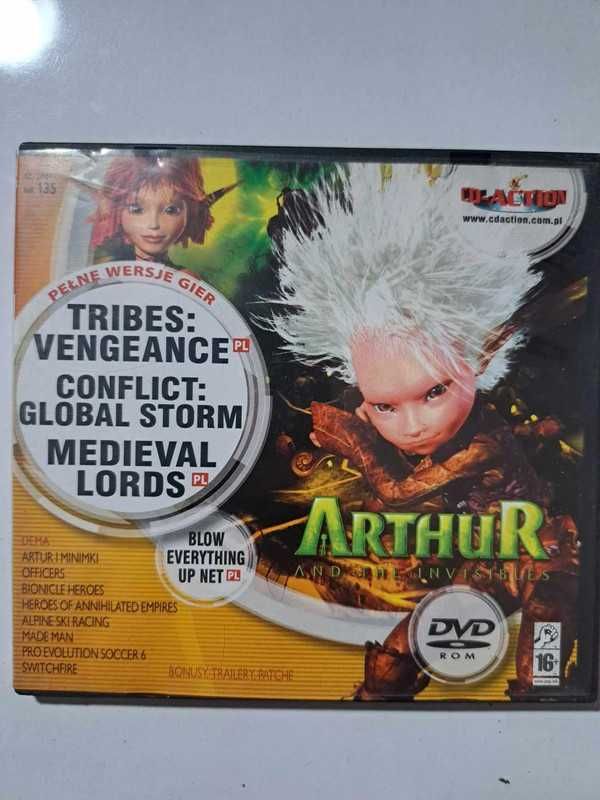 NR 135
CD-ACTION
www.cdaction.com.pl
PEŁNE WERSJE GIER
TRIBES:
VENGEANCE PL
CONFLICT:
GLOBAL STORM
MEDIEVAL
LORDS PL
BLOW
EVERYTHING
UP NET PL
ARTHUR
AND THE INVISIBLES
DEMA
ARTUR I MINIMKI
OFFICERS
BIONICLE HEROES
HEROES OF ANNIHILATED EMPIRES
ALPINE SKI RACING
MADE MAN
PRO EVOLUTION SOCCER 6
SWITCHFIRE
BONUSY, TRAILERY, PATCHE
DVD
ROM
16+